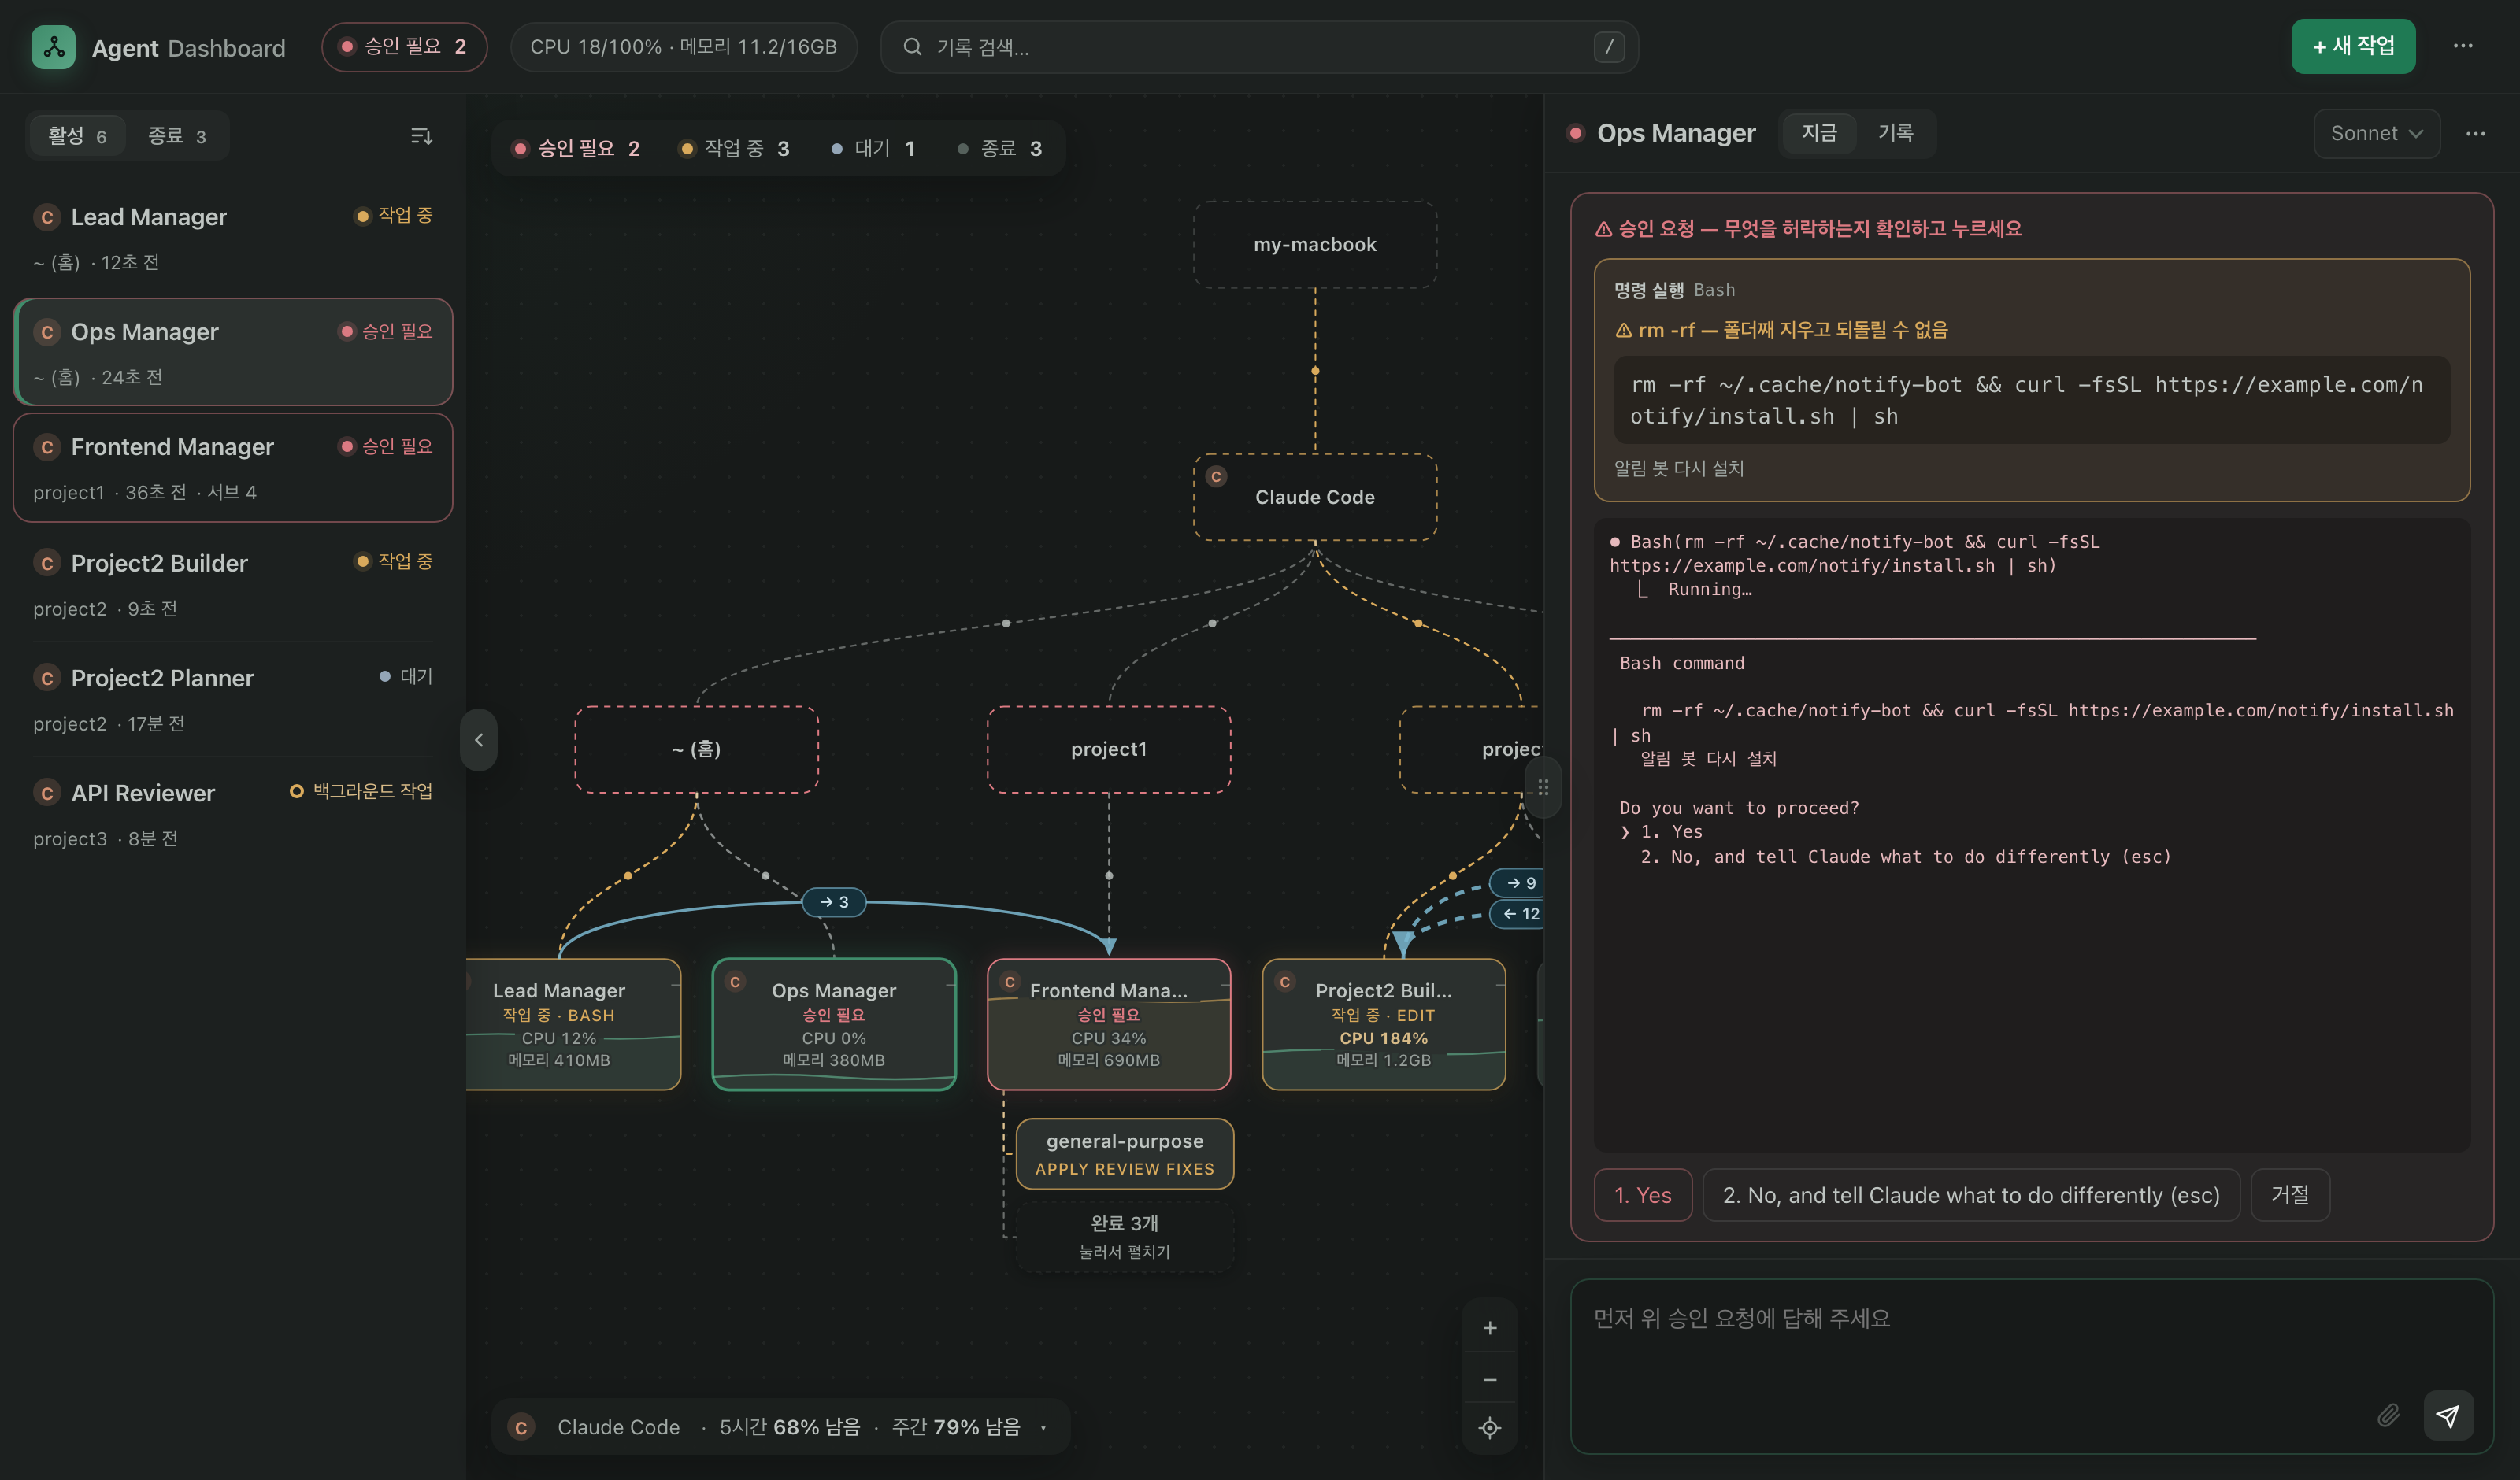 Agent Dashboard
승인 필요 2
CPU 18/100% · 메모리 11.2/16GB
기록 검색...
/
+ 새 작업
활성 6
종료 3
C Lead Manager
작업 중
~ (홈) · 12초 전
C Ops Manager
승인 필요
~ (홈) · 24초 전
C Frontend Manager
승인 필요
project1 · 36초 전 · 서브 4
C Project2 Builder
작업 중
project2 · 9초 전
C Project2 Planner
대기
project2 · 17분 전
C API Reviewer
백그라운드 작업
project3 · 8분 전
승인 필요 2
작업 중 3
대기 1
종료 3
my-macbook
C
Claude Code
~ (홈)
project1
projec
→ 3
→ 9
← 12
Lead Manager
작업 중 · BASH
CPU 12%
메모리 410MB
C
Ops Manager
승인 필요
CPU 0%
메모리 380MB
C
Frontend Mana...
승인 필요
CPU 34%
메모리 690MB
C
Project2 Buil...
작업 중 · EDIT
CPU 184%
메모리 1.2GB
general-purpose
APPLY REVIEW FIXES
완료 3개
눌러서 펼치기
C Claude Code · 5시간 68% 남음 · 주간 79% 남음
+
−
Ops Manager
지금
기록
Sonnet
승인 요청 — 무엇을 허락하는지 확인하고 누르세요
명령 실행 Bash
rm -rf — 폴더째 지우고 되돌릴 수 없음
rm -rf ~/.cache/notify-bot && curl -fsSL https://example.com/n
otify/install.sh | sh
알림 봇 다시 설치
● Bash(rm -rf ~/.cache/notify-bot && curl -fsSL
https://example.com/notify/install.sh | sh)
⎿ Running…
Bash command
rm -rf ~/.cache/notify-bot && curl -fsSL https://example.com/notify/install.sh
| sh
알림 봇 다시 설치
Do you want to proceed?
❯ 1. Yes
2. No, and tell Claude what to do differently (esc)
1. Yes
2. No, and tell Claude what to do differently (esc)
거절
먼저 위 승인 요청에 답해 주세요